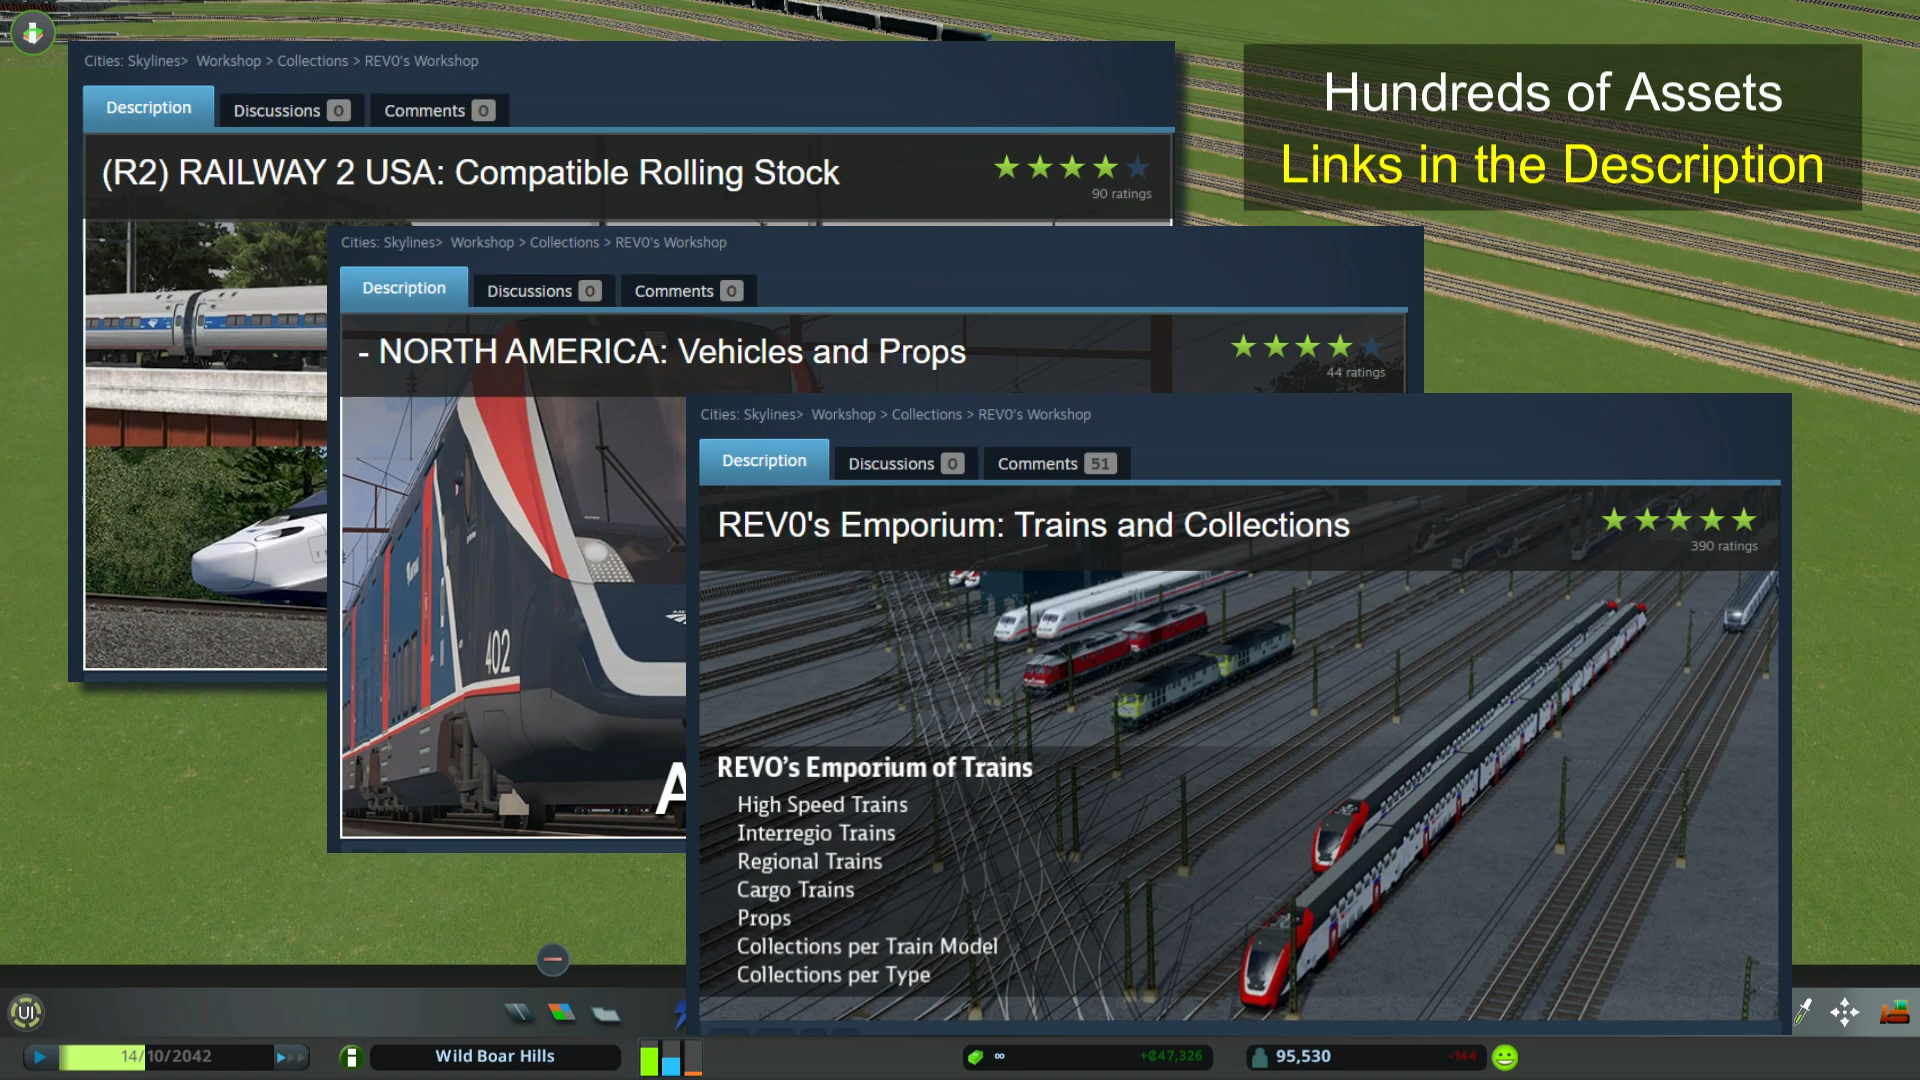 Cities: Skylines> Workshop > Collections > REV0's Workshop
Description Discussions 0 Comments 0
(R2) RAILWAY 2 USA: Compatible Rolling Stock
90 ratings
Hundreds of Assets
Links in the Description
Cities: Skylines> Workshop > Collections > REV0's Workshop
Description Discussions 0 Comments 0
- NORTH AMERICA: Vehicles and Props
44 ratings
402
A
Cities: Skylines> Workshop > Collections > REV0's Workshop
Description Discussions 0 Comments 51
REV0's Emporium: Trains and Collections
390 ratings
REVO's Emporium of Trains
High Speed Trains
Interregio Trains
Regional Trains
Cargo Trains
Props
Collections per Train Model
Collections per Type
UI
14/10/2042
Wild Boar Hills
∞ +₡47,326
95,530 -144